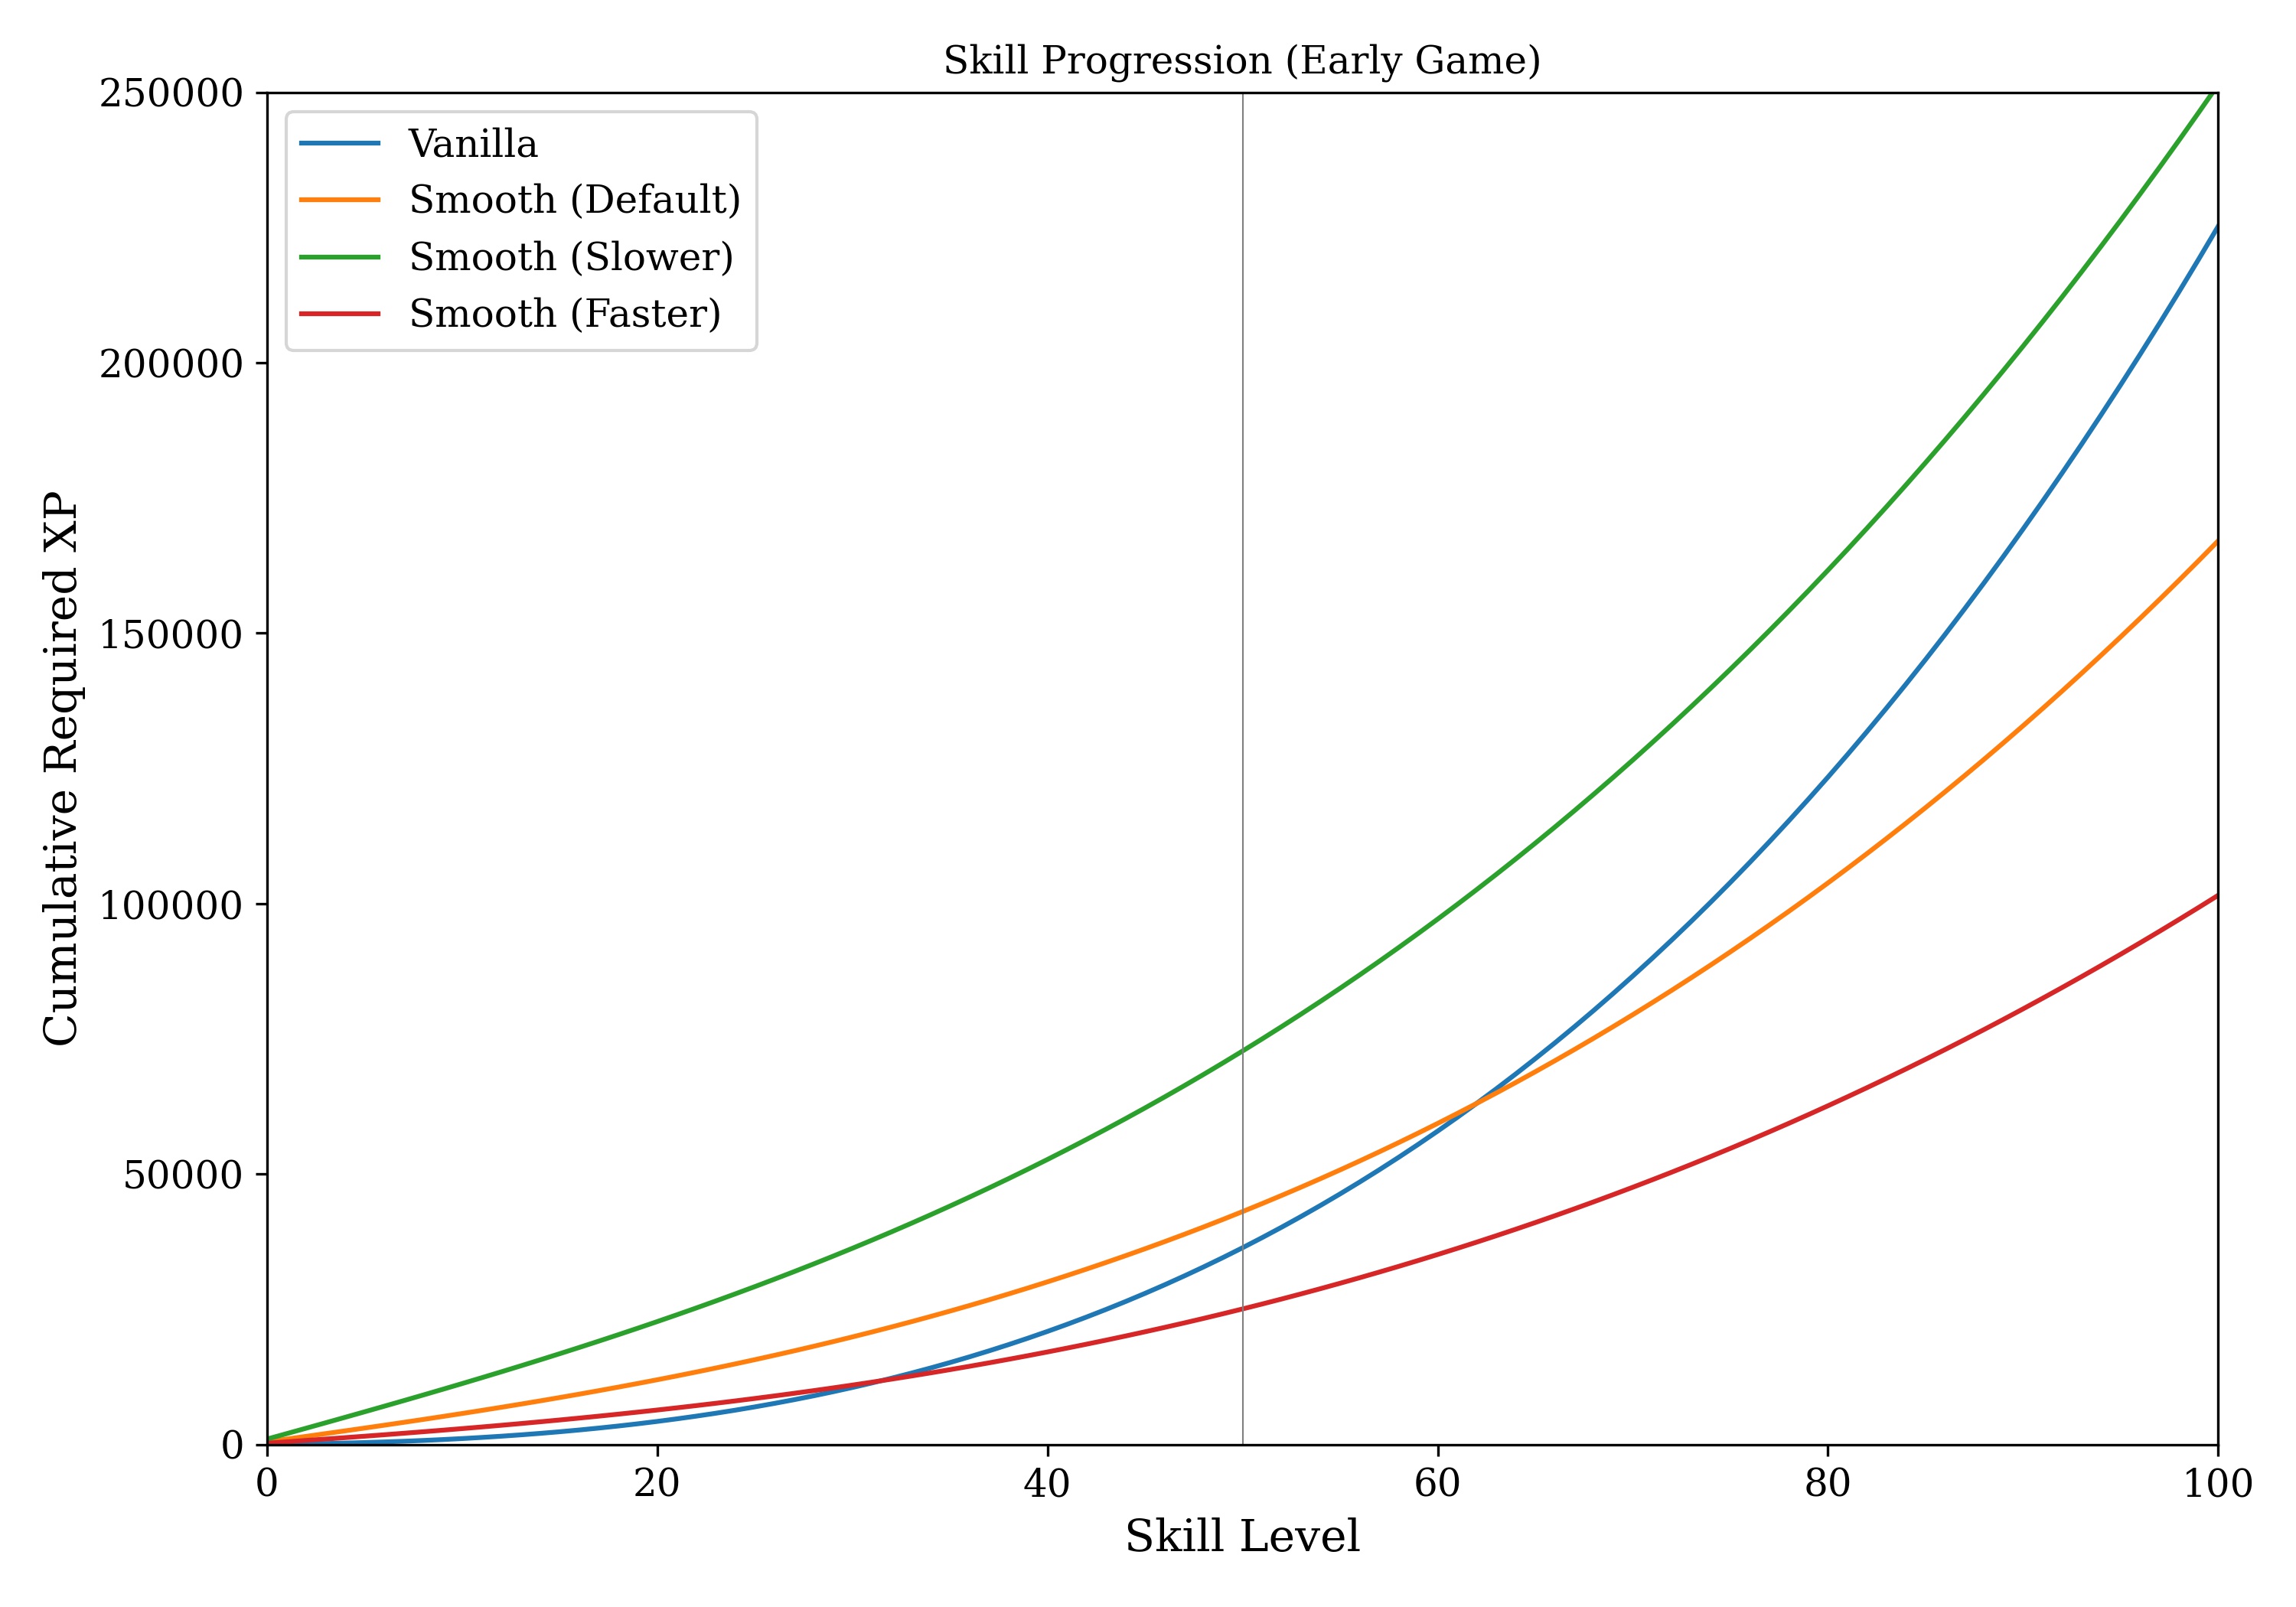 Skill Progression (Early Game)
250000
200000
150000
100000
50000
0
Cumulative Required XP
Vanilla
Smooth (Default)
Smooth (Slower)
Smooth (Faster)
0 20 40 60 80 100
Skill Level